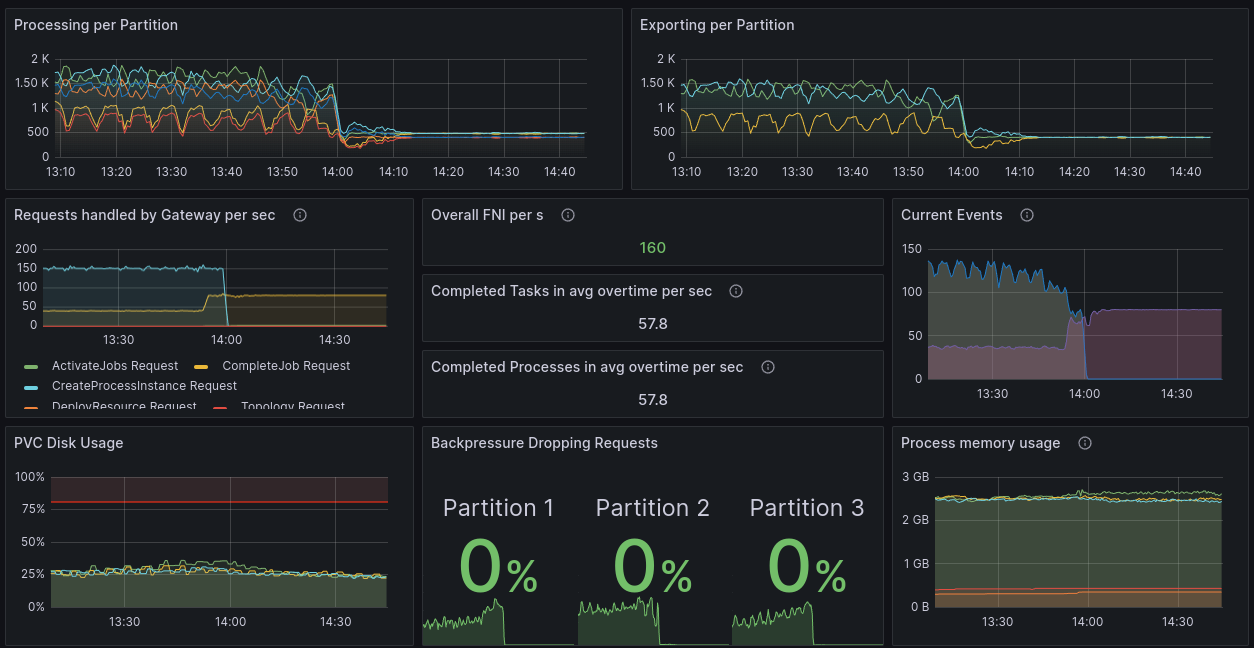 Processing per Partition
2 K
1.50 K
1 K
500
0
13:10 13:20 13:30 13:40 13:50 14:00 14:10 14:20 14:30 14:40
Exporting per Partition
2 K
1.50 K
1 K
500
0
13:10 13:20 13:30 13:40 13:50 14:00 14:10 14:20 14:30 14:40
Requests handled by Gateway per sec
200
150
100
50
0
13:30 14:00 14:30
ActivateJobs Request CompleteJob Request
CreateProcessInstance Request
DeployResource Request Topology Request
Overall FNI per s
160
Completed Tasks in avg overtime per sec
57.8
Completed Processes in avg overtime per sec
57.8
Current Events
150
100
50
0
13:30 14:00 14:30
PVC Disk Usage
100%
75%
50%
25%
0%
13:30 14:00 14:30
Backpressure Dropping Requests
Partition 1 Partition 2 Partition 3
0% 0% 0%
Process memory usage
3 GB
2 GB
1 GB
0 B
13:30 14:00 14:30